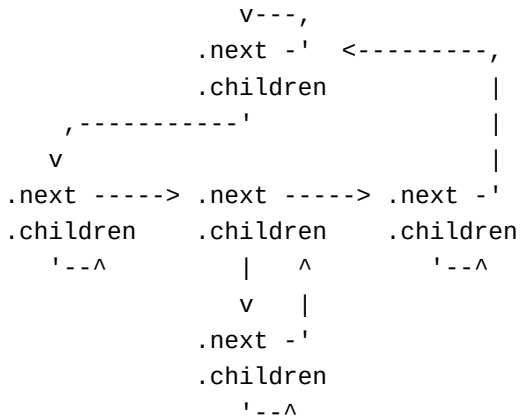 v---,
            .next -'  <---------,
            .children           |
    ,-----------'               |
   v                            |
.next -----> .next -----> .next -'
.children    .children    .children
   '--^         |   ^        '--^
                v   |
             .next -'
             .children
                '--^